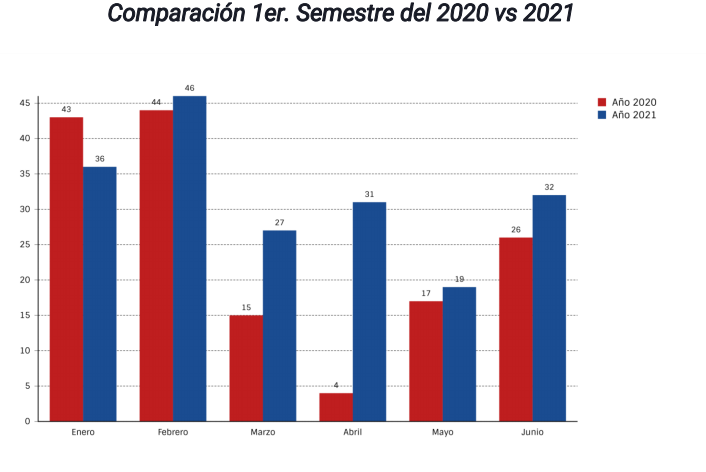 Comparación 1er. Semestre del 2020 vs 2021
Año 2020
Año 2021
45
40
35
30
25
20
15
10
5
0
43
36
44
46
15
27
4
31
17
19
26
32
Enero
Febrero
Marzo
Abril
Mayo
Junio